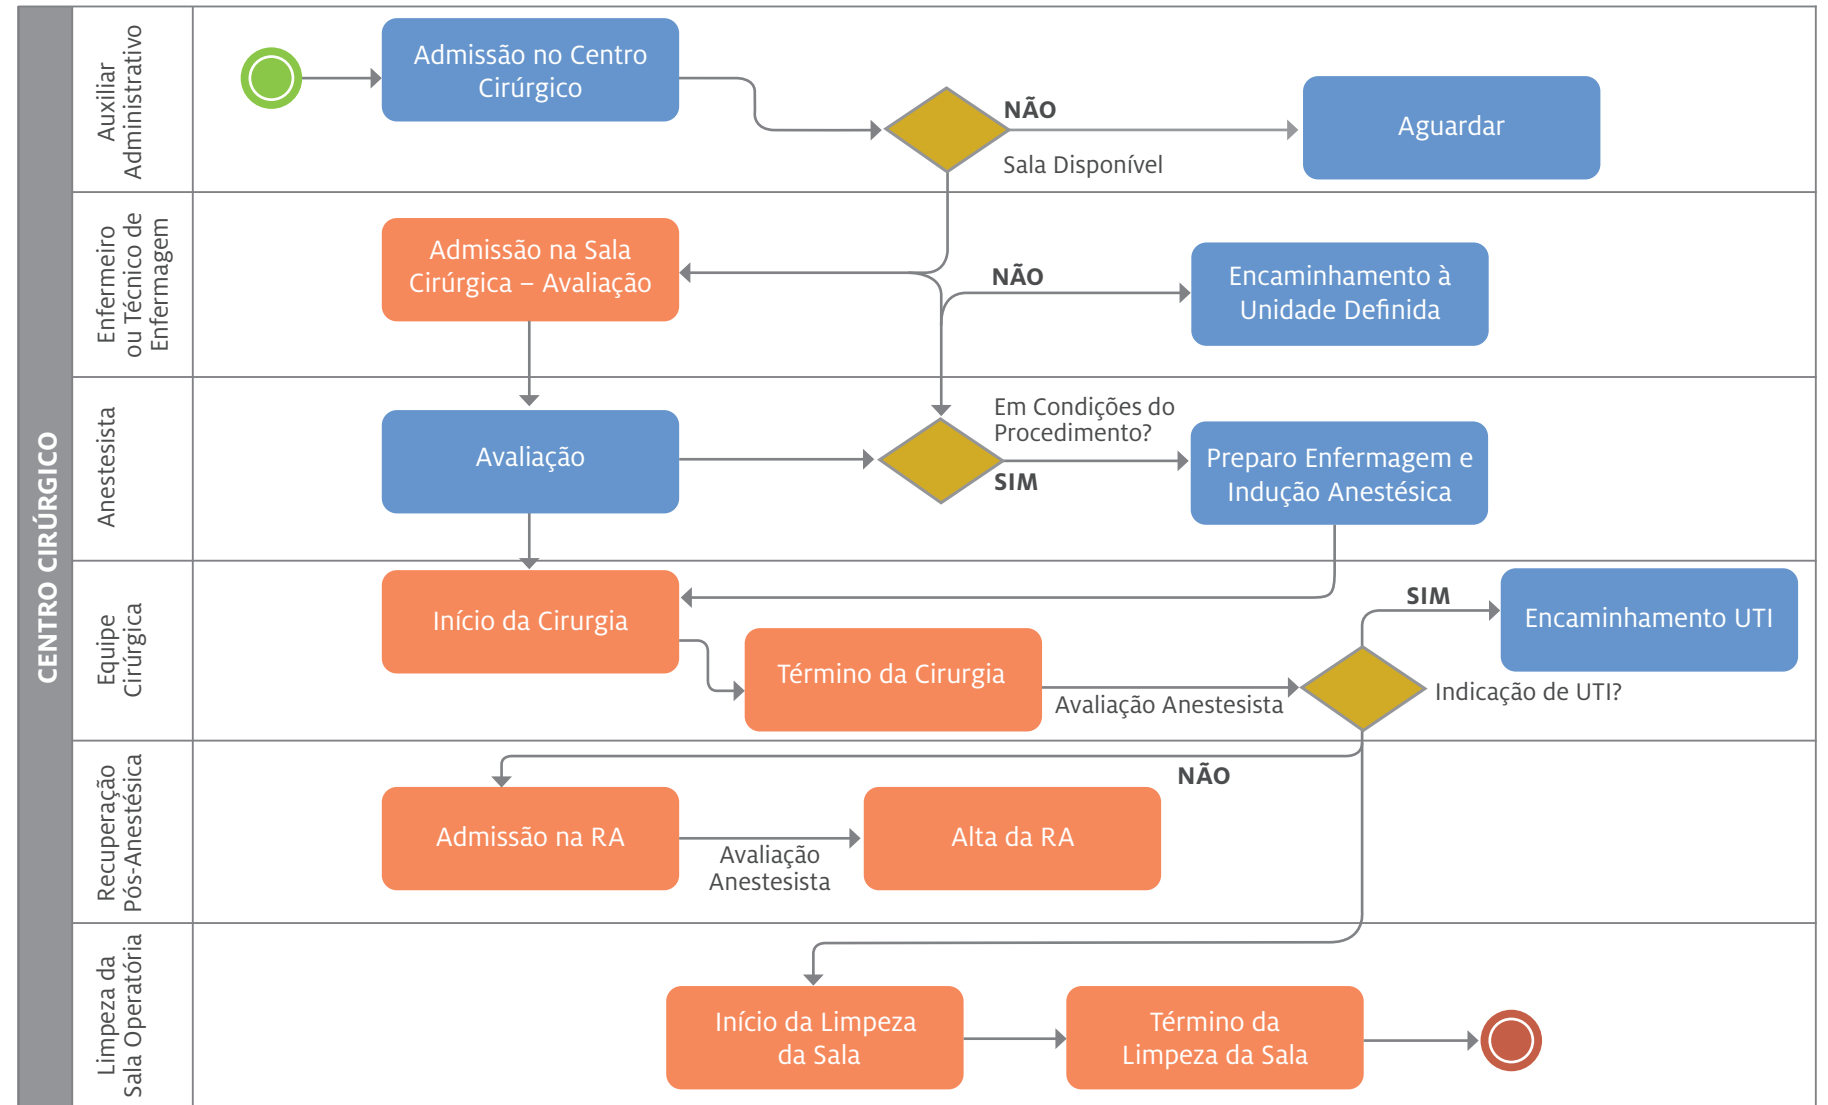 CENTRO CIRÚRGICO
Auxiliar
Administrativo
Admissão no Centro
Cirúrgico
NÃO
Sala Disponível
Aguardar
Enfermeiro
ou Técnico de
Enfermagem
Admissão na Sala
Cirúrgica – Avaliação
NÃO
Encaminhamento à
Unidade Definida
Anestesista
Avaliação
Em Condições do
Procedimento?
SIM
Preparo Enfermagem e
Indução Anestésica
Equipe
Cirúrgica
Início da Cirurgia
Término da Cirurgia
Avaliação Anestesista
SIM
Indicação de UTI?
Encaminhamento UTI
Recuperação
Pós-Anestésica
NÃO
Admissão na RA
Avaliação
Anestesista
Alta da RA
Limpeza da
Sala Operatória
Início da Limpeza
da Sala
Término da
Limpeza da Sala